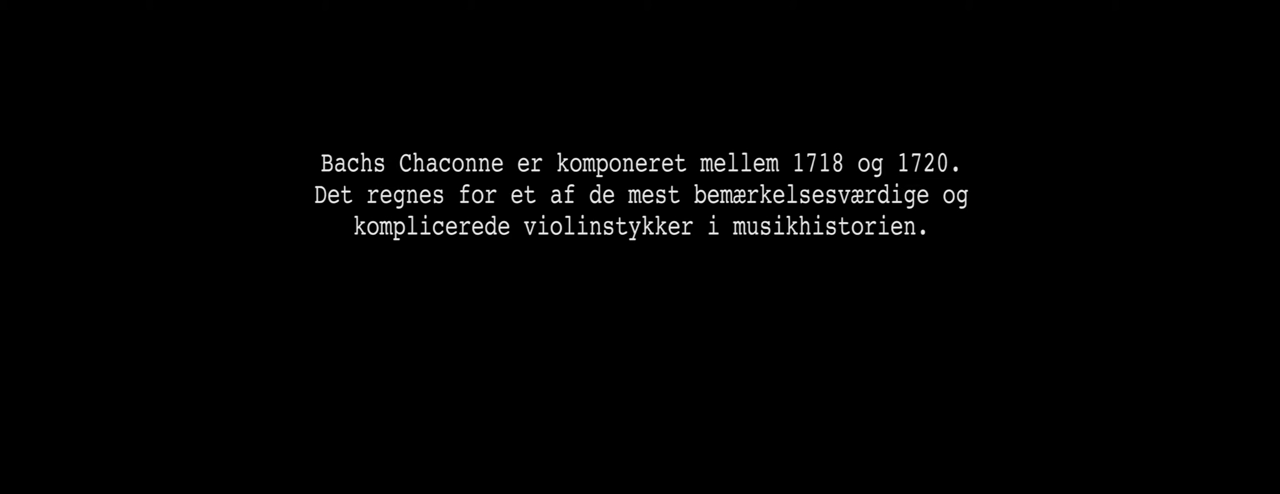 Bachs Chaconne er komponeret mellem 1718 og 1720.
Det regnes for et af de mest bemærkelsesværdige og
komplicerede violinstykker i musikhistorien.